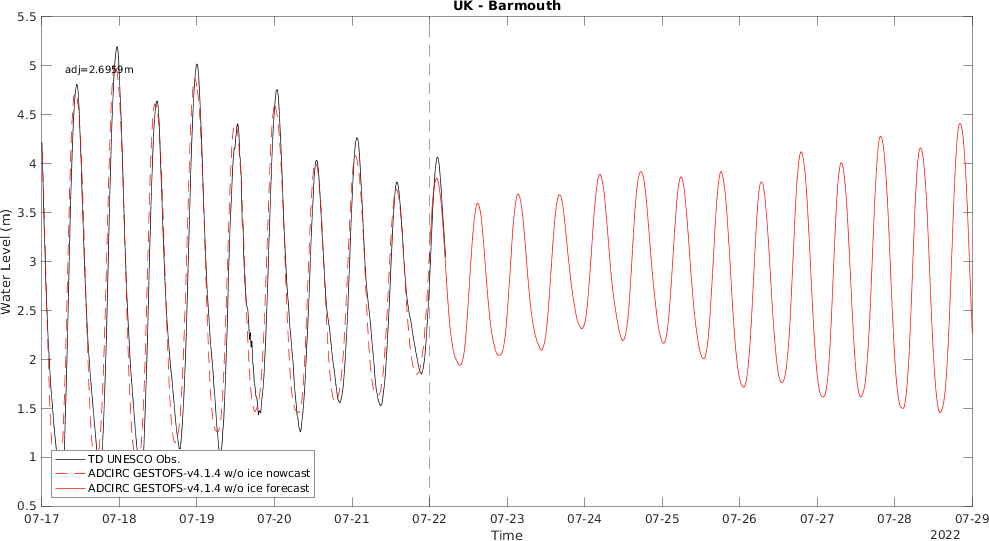 UK - Barmouth
5.5
5
4.5
4
3.5
3
2.5
2
1.5
1
0.5
Water Level (m)
adj=2.6959m
TD UNESCO Obs.
ADCIRC GESTOFS-v4.1.4 w/o ice nowcast
ADCIRC GESTOFS-v4.1.4 w/o ice forecast
07-17 07-18 07-19 07-20 07-21 07-22 07-23 07-24 07-25 07-26 07-27 07-28 07-29
Time
2022